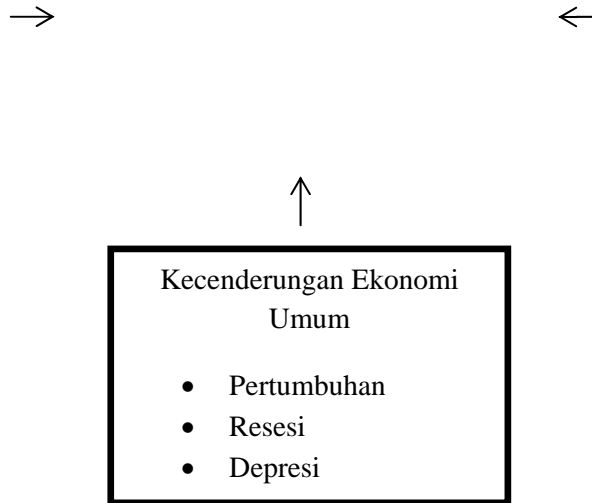 Kecenderungan Ekonomi
Umum
• Pertumbuhan
• Resesi
• Depresi